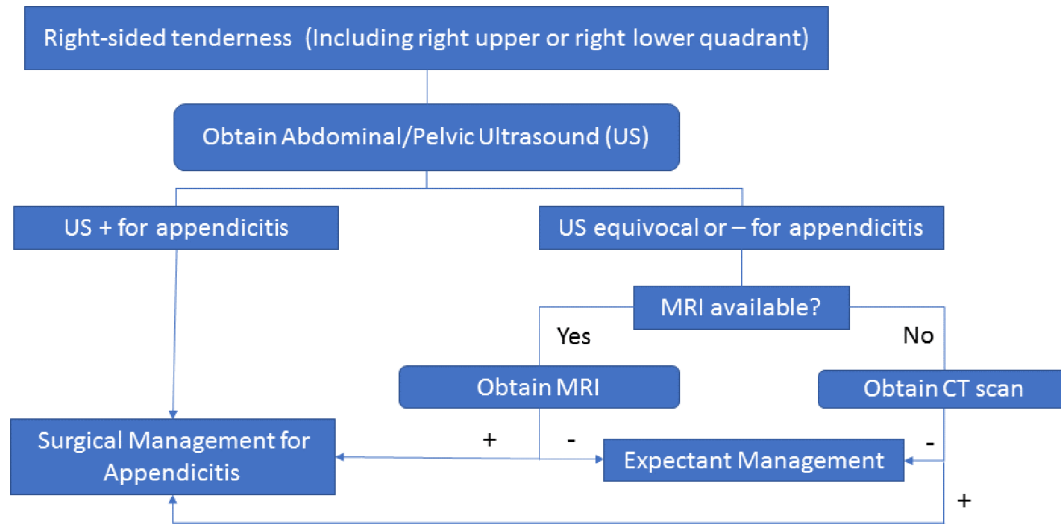 Right-sided tenderness (Including right upper or right lower quadrant)
Obtain Abdominal/Pelvic Ultrasound (US)
US + for appendicitis
US equivocal or – for appendicitis
MRI available?
Yes
No
Obtain MRI
Obtain CT scan
Surgical Management for
Appendicitis
+
-
Expectant Management
-
+